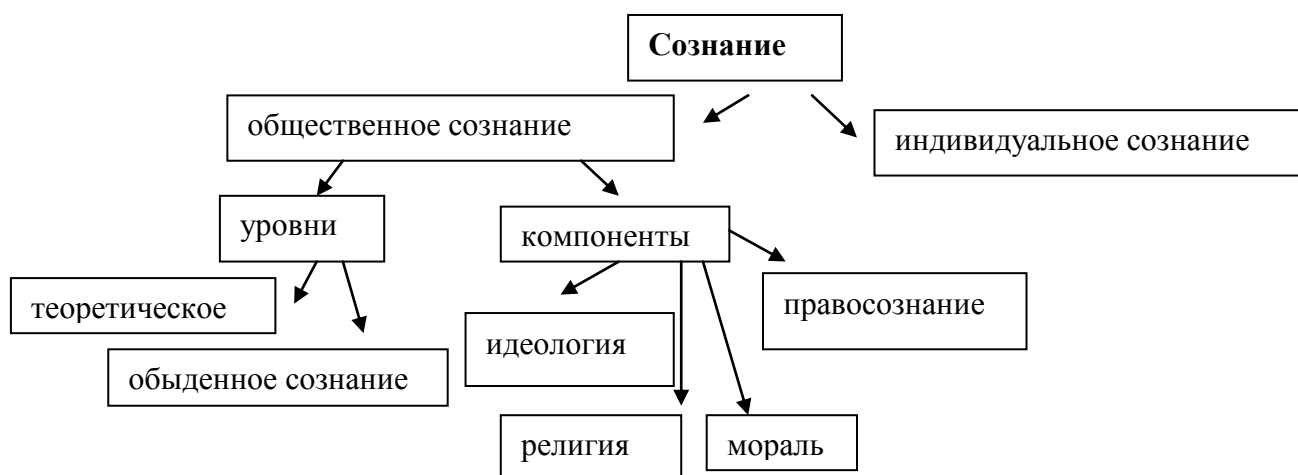 Сознание
общественное сознание
индивидуальное сознание
уровни
компоненты
теоретическое
правосознание
идеология
обыденное сознание
религия
мораль